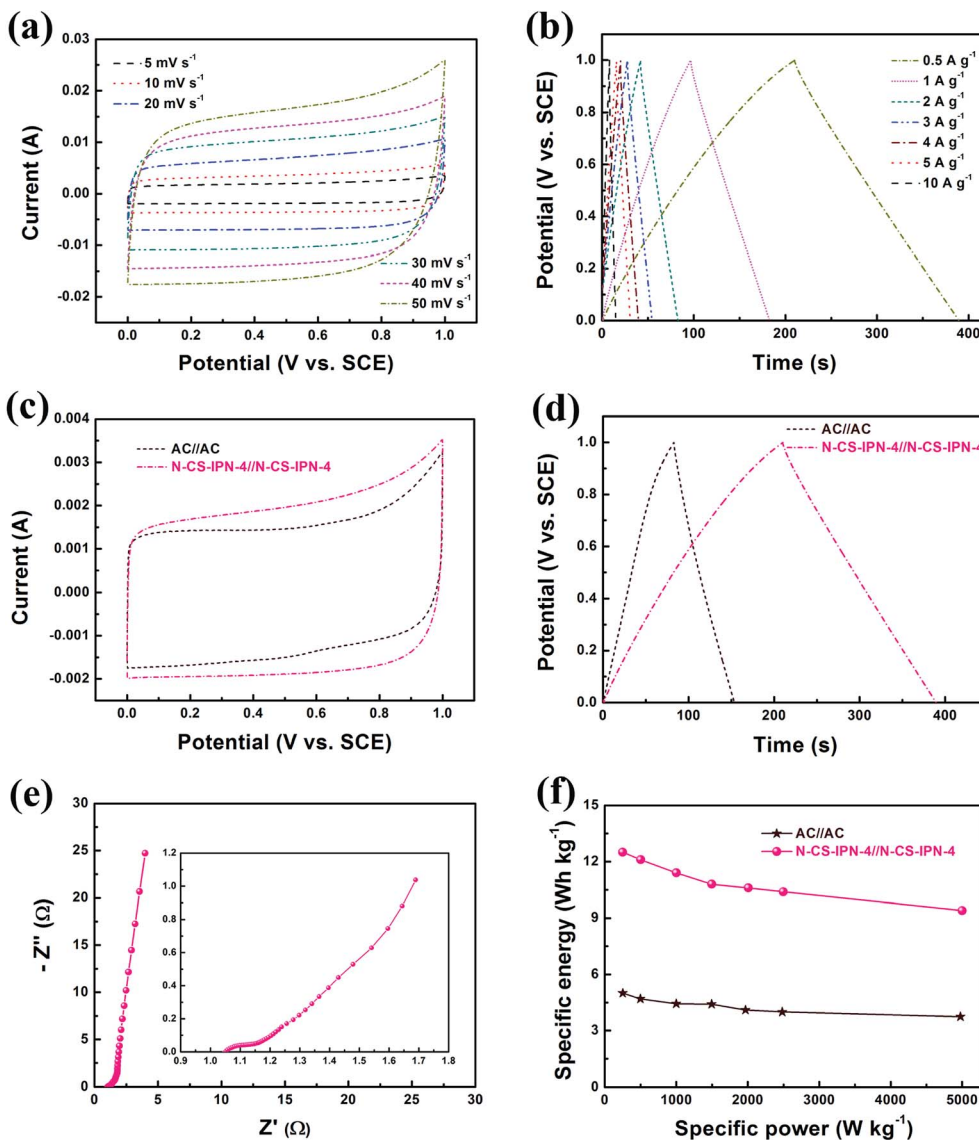 (a)
0.03
0.02
0.01
0.00
-0.01
-0.02
Current (A)
5 mV s⁻¹
10 mV s⁻¹
20 mV s⁻¹
30 mV s⁻¹
40 mV s⁻¹
50 mV s⁻¹
0.0 0.2 0.4 0.6 0.8 1.0
Potential (V vs. SCE)
(b)
1.0
0.8
0.6
0.4
0.2
0.0
Potential (V vs. SCE)
0.5 A g⁻¹
1 A g⁻¹
2 A g⁻¹
3 A g⁻¹
4 A g⁻¹
5 A g⁻¹
10 A g⁻¹
0 100 200 300 400
Time (s)
(c)
0.004
0.003
0.002
0.001
0.000
-0.001
-0.002
Current (A)
AC//AC
N-CS-IPN-4//N-CS-IPN-4
0.0 0.2 0.4 0.6 0.8 1.0
Potential (V vs. SCE)
(d)
1.0
0.8
0.6
0.4
0.2
0.0
Potential (V vs. SCE)
AC//AC
N-CS-IPN-4//N-CS-IPN-4
0 100 200 300 400
Time (s)
(e)
30
25
20
15
10
5
0
- Z'' (Ω)
1.2
1.0
0.8
0.6
0.4
0.2
0.0
0.9 1.0 1.1 1.2 1.3 1.4 1.5 1.6 1.7 1.8
0 5 10 15 20 25 30
Z' (Ω)
(f)
15
12
9
6
3
0
Specific energy (Wh kg⁻¹)
AC//AC
N-CS-IPN-4//N-CS-IPN-4
0 1000 2000 3000 4000 5000
Specific power (W kg⁻¹)